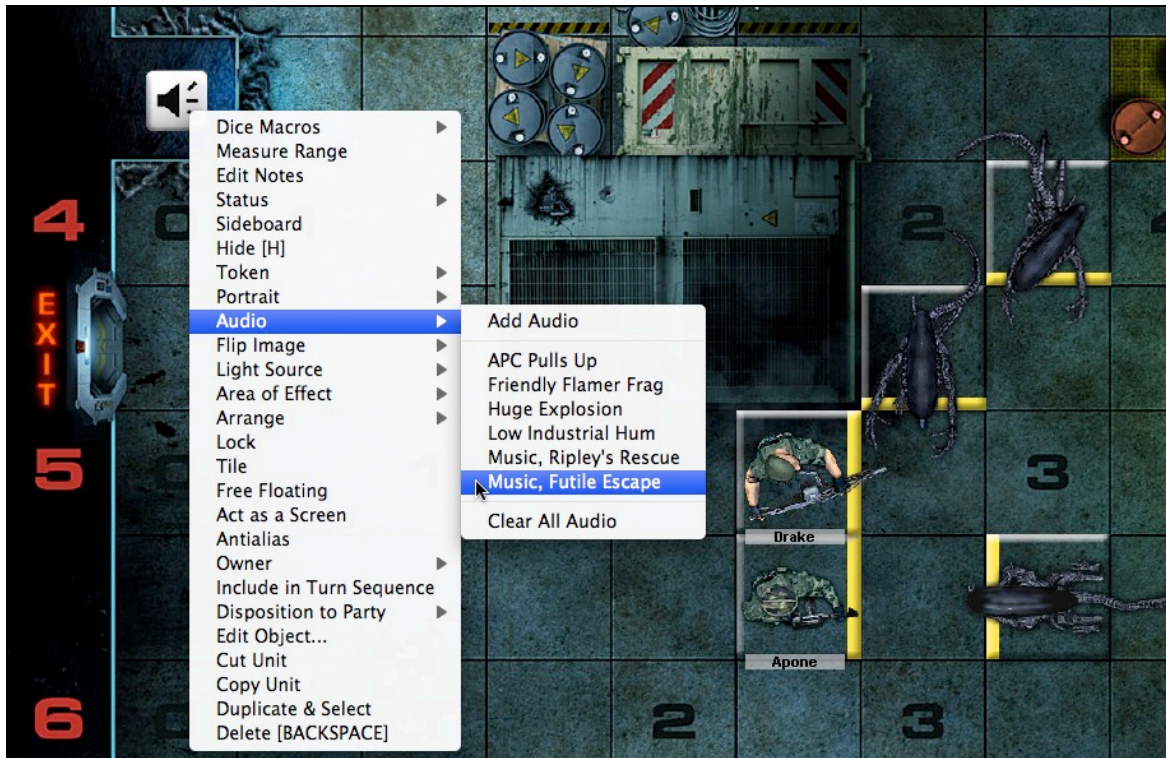 Dice Macros
Measure Range
Edit Notes
Status
Sideboard
Hide [H]
Token
Portrait
Audio
Flip Image
Light Source
Area of Effect
Arrange
Lock
Tile
Free Floating
Act as a Screen
Antialias
Owner
Include in Turn Sequence
Disposition to Party
Edit Object...
Cut Unit
Copy Unit
Duplicate & Select
Delete [BACKSPACE]
Add Audio
APC Pulls Up
Friendly Flamer Frag
Huge Explosion
Low Industrial Hum
Music, Ripley's Rescue
Music, Futile Escape
Clear All Audio
4
EXIT
5
6
2
3
2
3
Drake
Apone